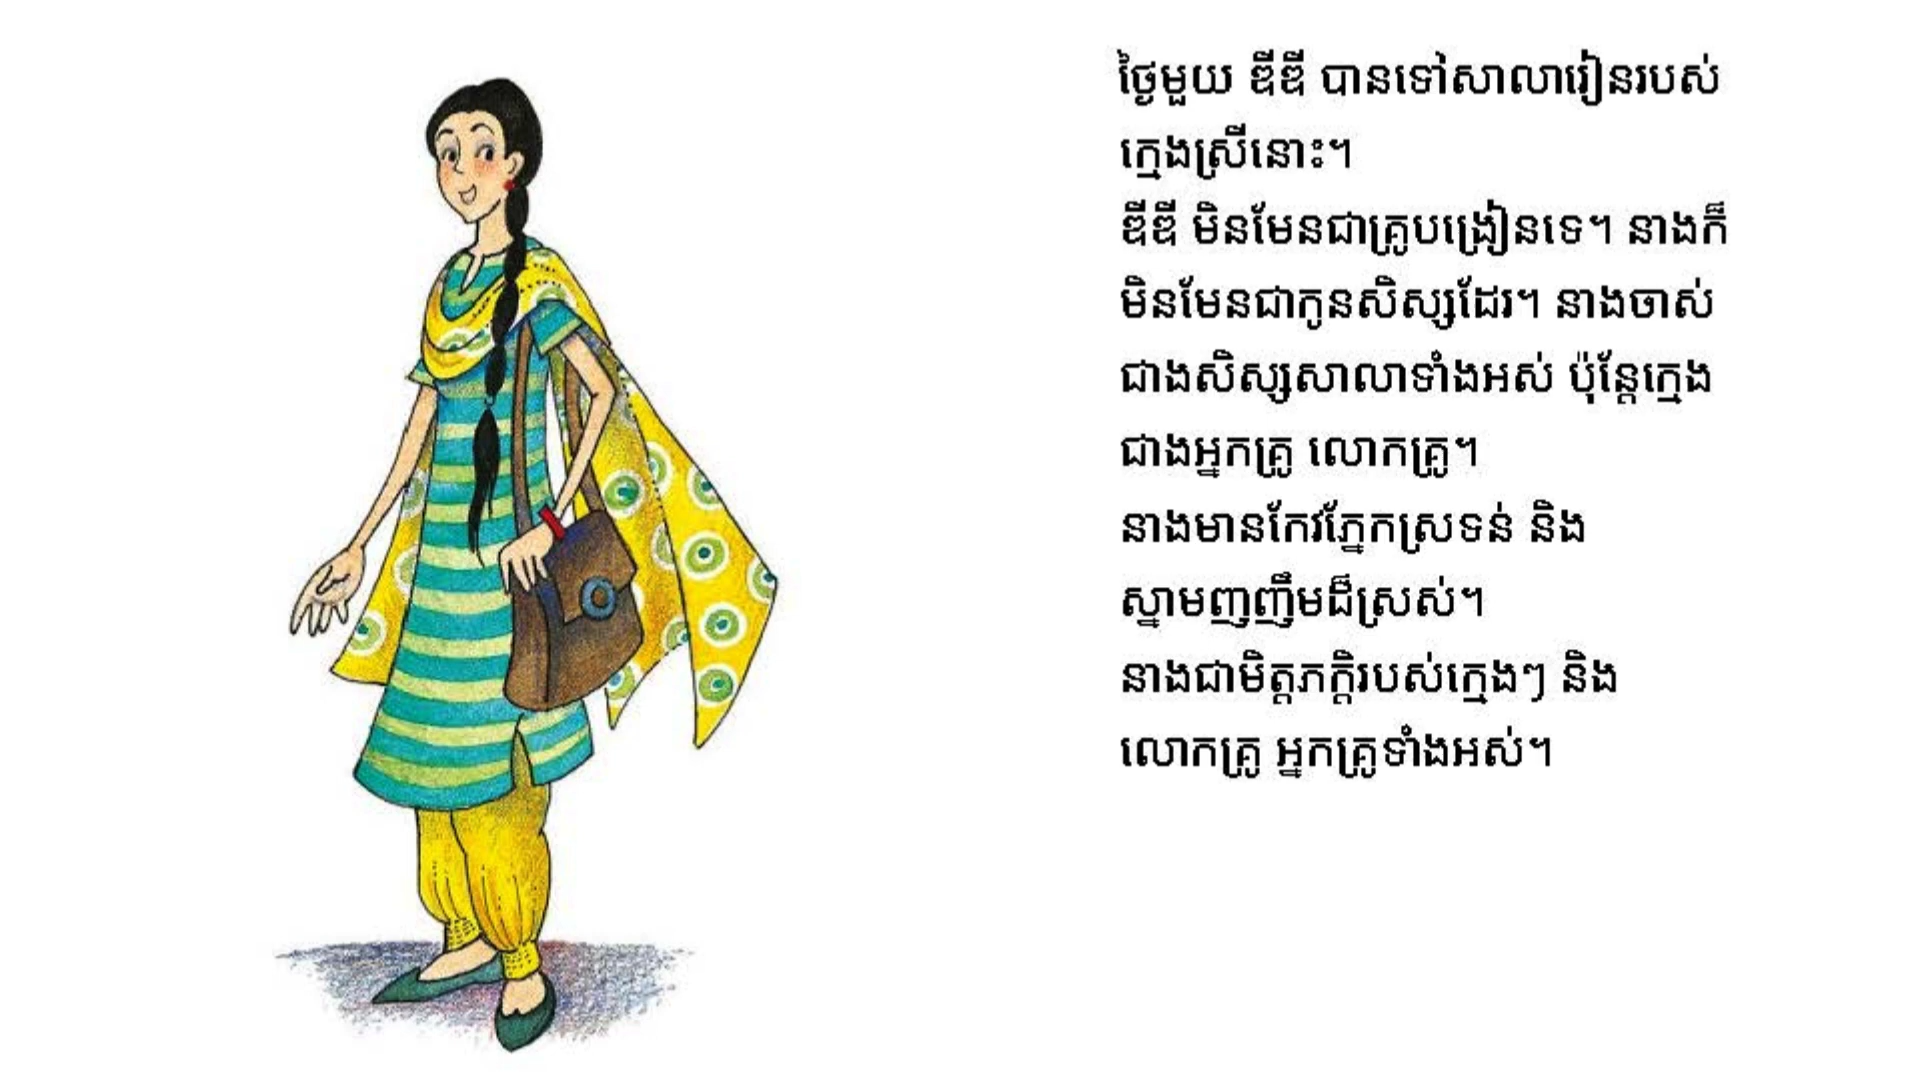 ថ្ងៃមួយ ឌីឌី បានទៅសាលារៀនរបស់
ក្មេងស្រីនោះ។
ឌីឌី មិនមែនជាគ្រូបង្រៀនទេ។ នាងក៏
មិនមែនជាកូនសិស្សដែរ។ នាងចាស់
ជាងសិស្សសាលាទាំងអស់ ប៉ុន្តែក្មេង
ជាងអ្នកគ្រូ លោកគ្រូ។
នាងមានកែវភ្នែកស្រទន់ និង
ស្នាមញញឹមដ៏ស្រស់។
នាងជាមិត្តភក្តិរបស់ក្មេងៗ និង
លោកគ្រូ អ្នកគ្រូទាំងអស់។